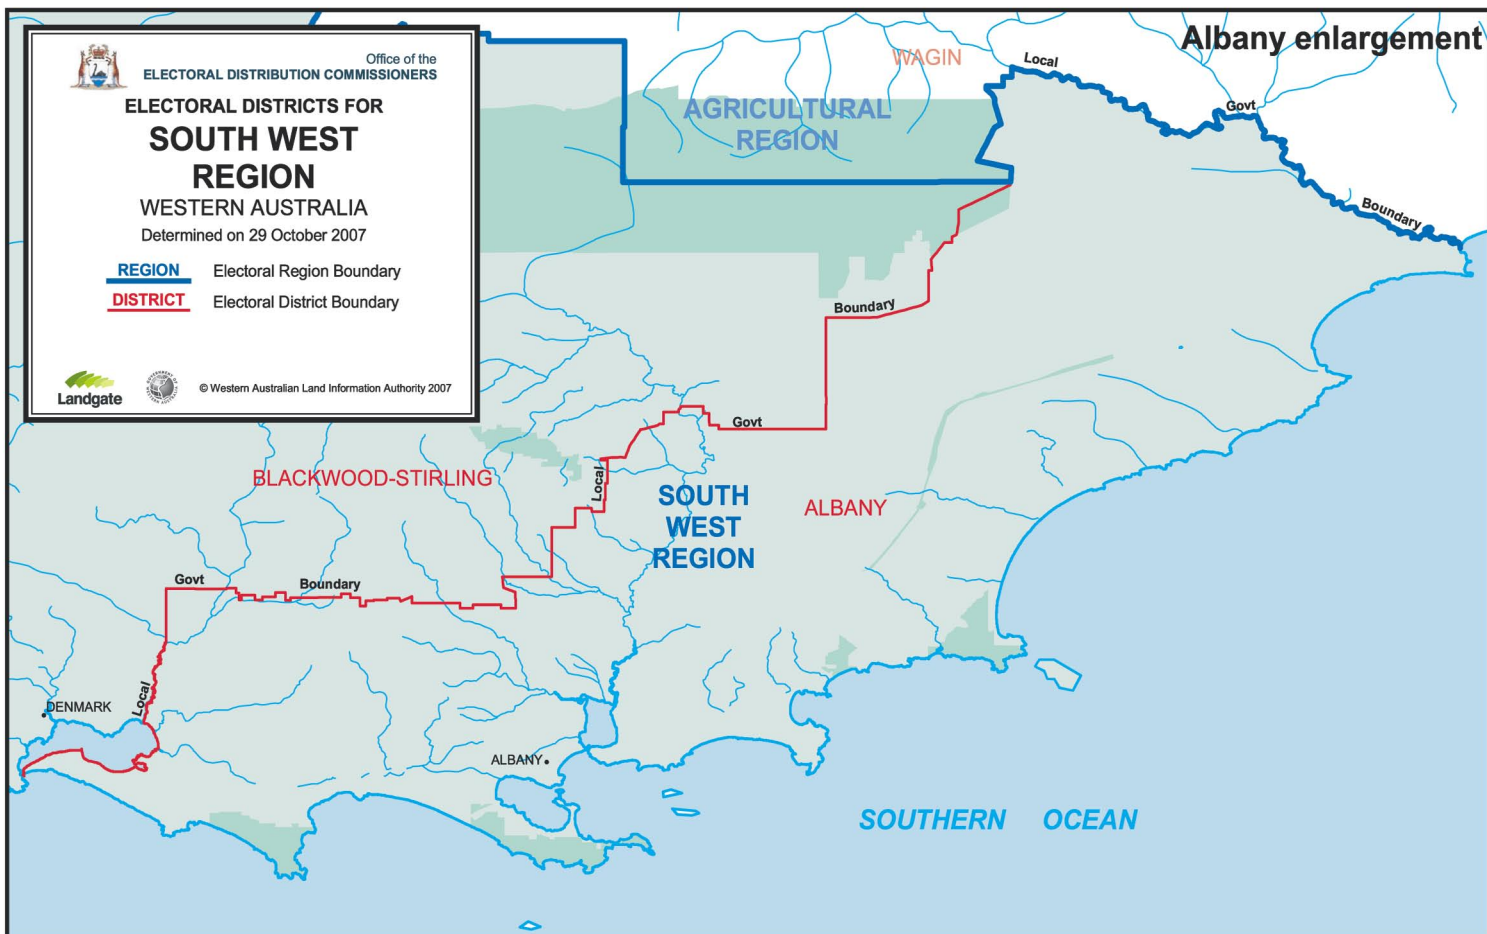 Albany enlargement
Office of the
ELECTORAL DISTRIBUTION COMMISSIONERS
ELECTORAL DISTRICTS FOR
SOUTH WEST
REGION
WESTERN AUSTRALIA
Determined on 29 October 2007
REGION Electoral Region Boundary
DISTRICT Electoral District Boundary
Landgate
© Western Australian Land Information Authority 2007
WAGIN
AGRICULTURAL
REGION
Local
Govt
Boundary
Boundary
Govt
Local
BLACKWOOD-STIRLING
SOUTH
WEST
REGION
ALBANY
Govt
Boundary
Local
DENMARK
ALBANY
SOUTHERN OCEAN